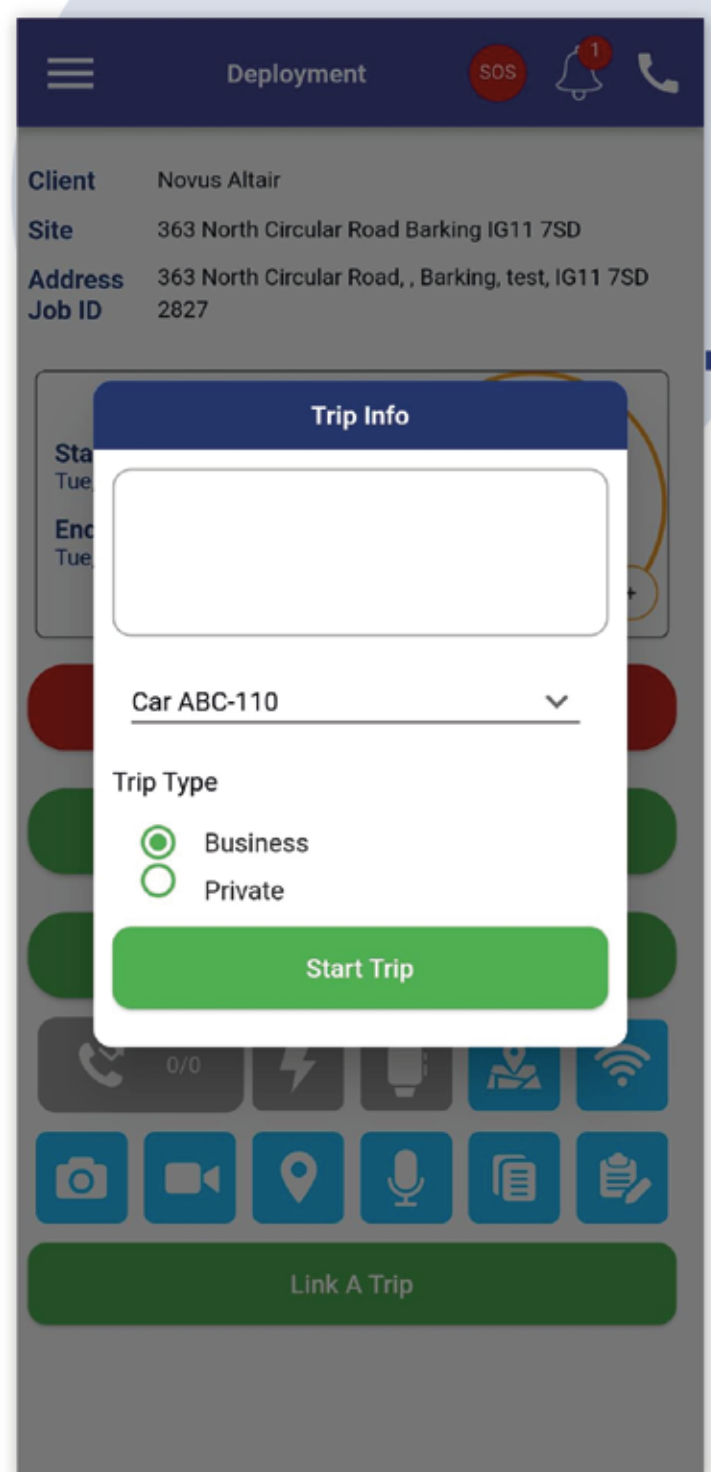 Deployment SOS 1
Client Novus Altair
Site 363 North Circular Road Barking IG11 7SD
Address 363 North Circular Road, , Barking, test, IG11 7SD
Job ID 2827
Trip Info
Sta
Tue,
End
Tue
+
Car ABC-110
Trip Type
Business
Private
Start Trip
0/0
Link A Trip